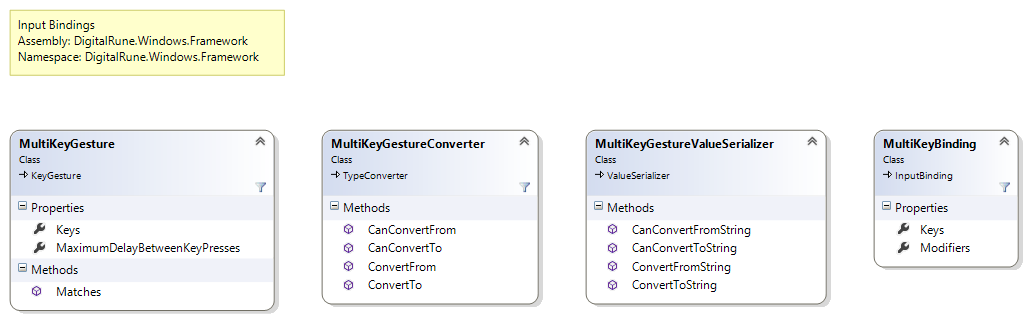 Input Bindings
Assembly: DigitalRune.Windows.Framework
Namespace: DigitalRune.Windows.Framework
MultiKeyGesture
Class
KeyGesture
Properties
Keys
MaximumDelayBetweenKeyPresses
Methods
Matches
MultiKeyGestureConverter
Class
TypeConverter
Methods
CanConvertFrom
CanConvertTo
ConvertFrom
ConvertTo
MultiKeyGestureValueSerializer
Class
ValueSerializer
Methods
CanConvertFromString
CanConvertToString
ConvertFromString
ConvertToString
MultiKeyBinding
Class
InputBinding
Properties
Keys
Modifiers